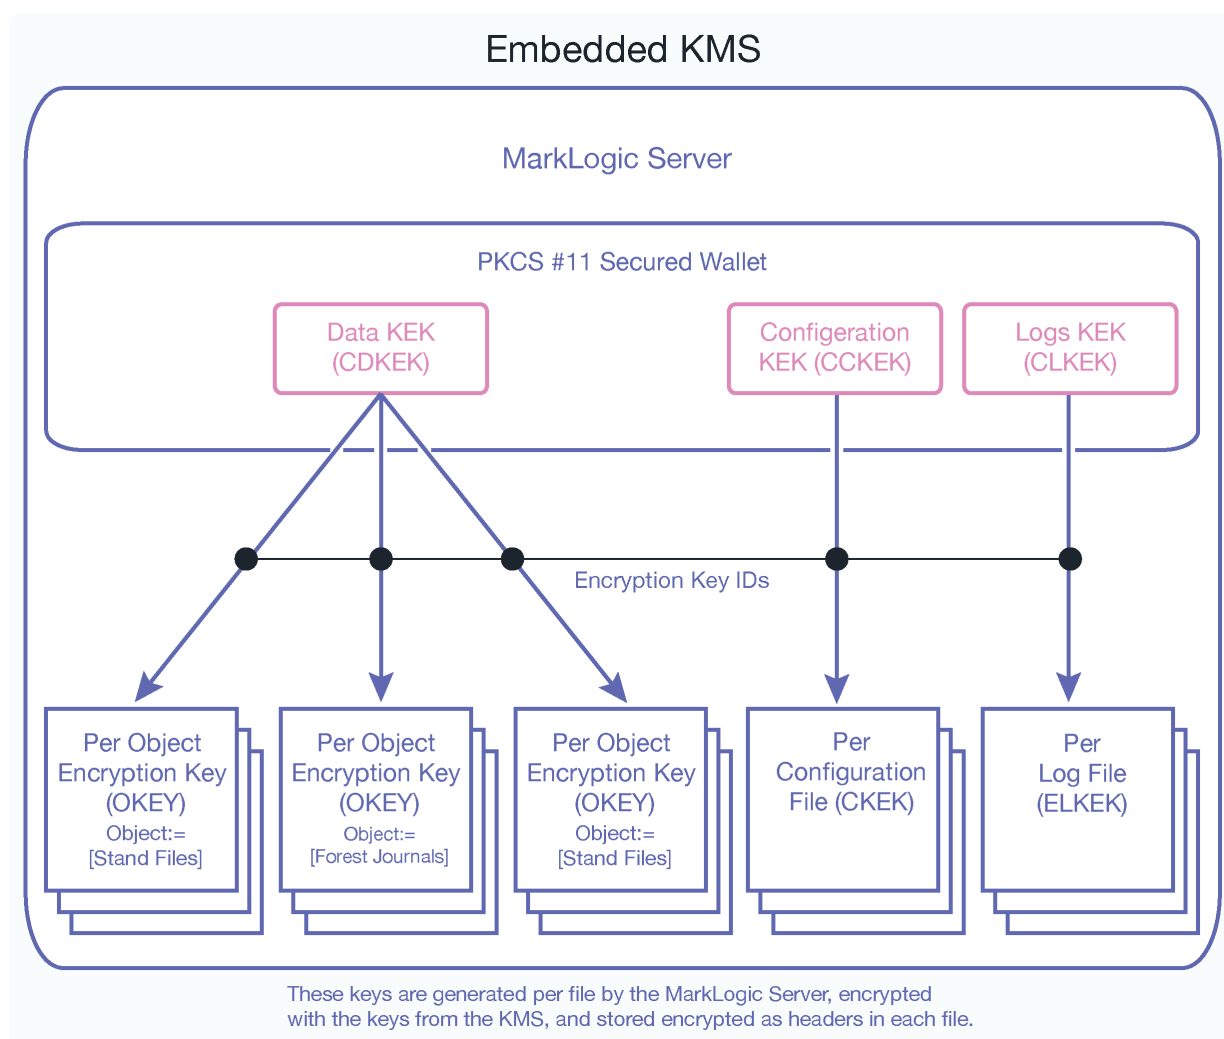 Embedded KMS
MarkLogic Server
PKCS #11 Secured Wallet
Data KEK
(CDKEK)
Configeration
KEK (CCKEK)
Logs KEK
(CLKEK)
Encryption Key IDs
Per Object
Encryption Key
(OKEY)
Object:=
[Stand Files]
Per Object
Encryption Key
(OKEY)
Object:=
[Forest Journals]
Per Object
Encryption Key
(OKEY)
Object:=
[Stand Files]
Per
Configuration
File (CKEK)
Per
Log File
(ELKEK)
These keys are generated per file by the MarkLogic Server, encrypted
with the keys from the KMS, and stored encrypted as headers in each file.